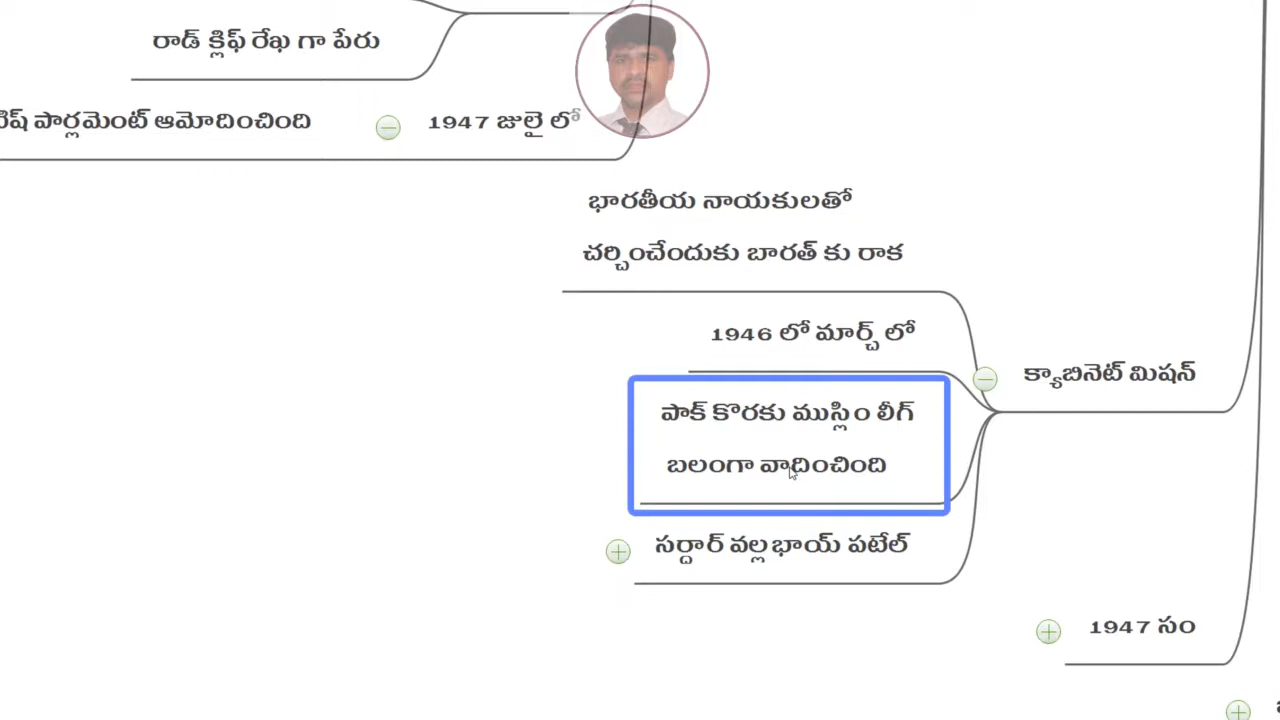 రాడ్ క్లిఫ్ రేఖ గా పేరు
పార్లమెంట్ ఆమోదించింది
1947 జులై లో
భారతీయ నాయకులతో
చర్చించేందుకు బారత్ కు రాక
1946 లో మార్చ్ లో
క్యాబినెట్ మిషన్
పాక్ కొరకు ముస్లిం లీగ్
బలంగా వాదించింది
సర్దార్ వల్లభాయ్ పటేల్
1947 సం